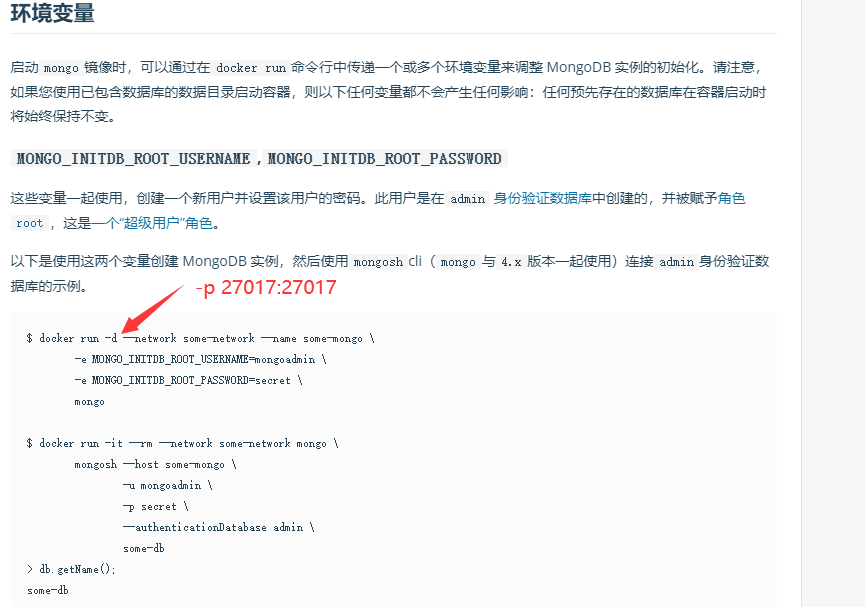 环境变量
启动 mongo 镜像时，可以通过在 docker run 命令行中传递一个或多个环境变量来调整 MongoDB 实例的初始化。请注意，
如果您使用已包含数据库的数据目录启动容器，则以下任何变量都不会产生任何影响：任何预先存在的数据库在容器启动时
将始终保持不变。
MONGO_INITDB_ROOT_USERNAME , MONGO_INITDB_ROOT_PASSWORD
这些变量一起使用，创建一个新用户并设置该用户的密码。此用户是在 admin 身份验证数据库中创建的，并被赋予角色
root ，这是一个“超级用户”角色。
以下是使用这两个变量创建 MongoDB 实例，然后使用 mongosh cli（ mongo 与 4.x 版本一起使用）连接 admin 身份验证数
据库的示例。
-p 27017:27017
$ docker run -d --network some-network --name some-mongo \
-e MONGO_INITDB_ROOT_USERNAME=mongoadmin \
-e MONGO_INITDB_ROOT_PASSWORD=secret \
mongo
$ docker run -it --rm --network some-network mongo \
mongosh --host some-mongo \
-u mongoadmin \
-p secret \
--authenticationDatabase admin \
some-db
> db.getName();
some-db